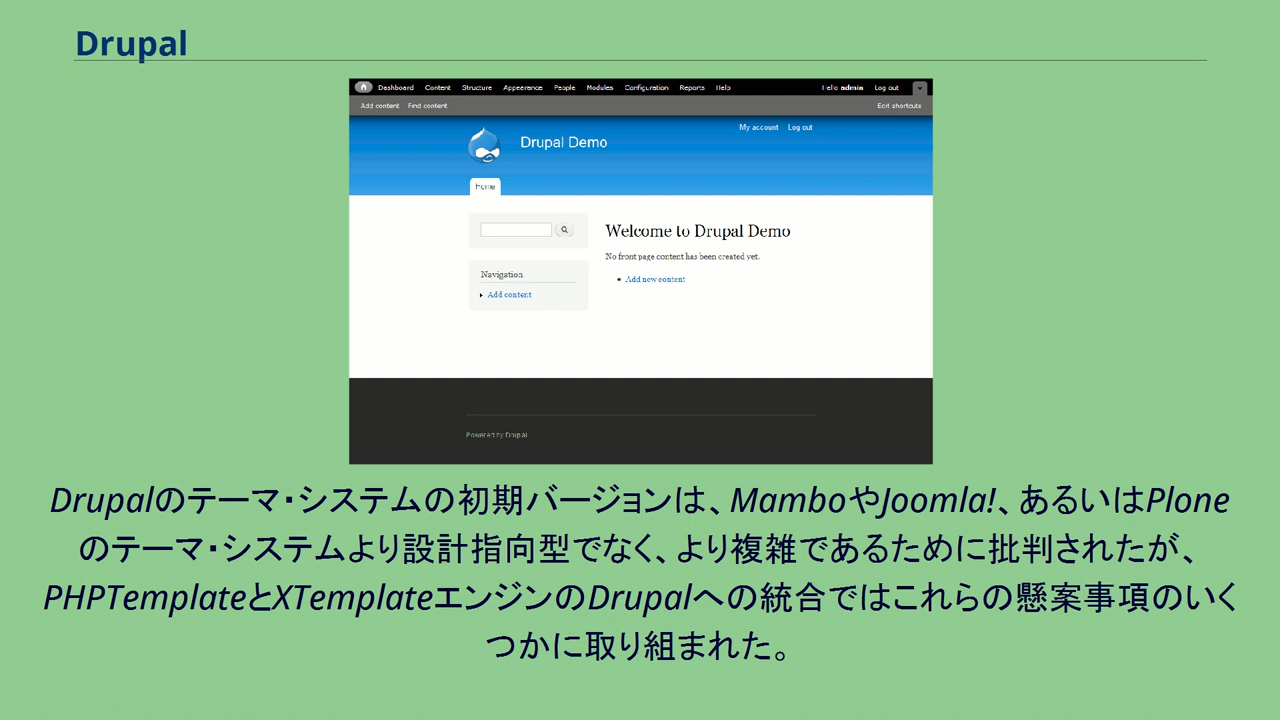 Drupal
Dashboard Content Structure Appearance People Modules Configuration Reports Help Hello admin Log out
Add content Find content Edit shortcuts
My account Log out
Drupal Demo
Home
Welcome to Drupal Demo
No front page content has been created yet.
Navigation
Add new content
Add content
Powered by Drupal
Drupalのテーマ・システムの初期バージョンは、MamboやJoomla!、あるいはPlone
のテーマ・システムより設計指向型でなく、より複雑であるために批判されたが、
PHPTemplateとXTemplateエンジンのDrupalへの統合ではこれらの懸案事項のいく
つかに取り組まれた。